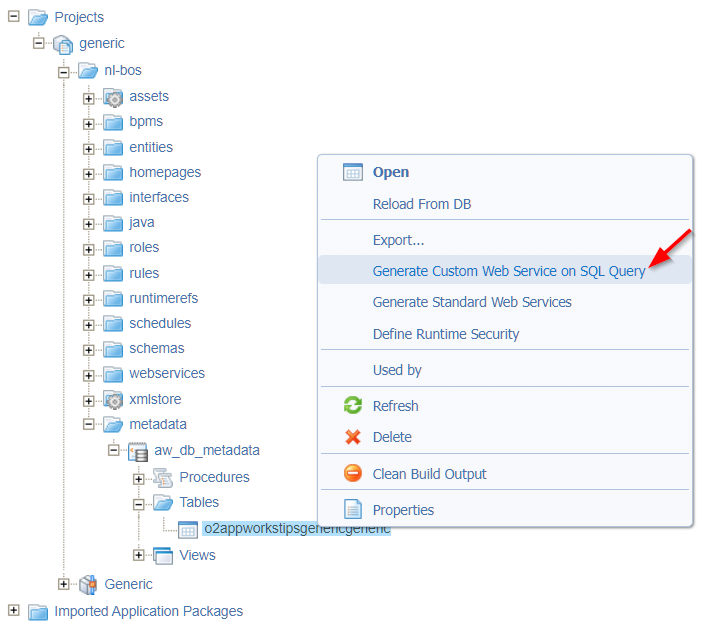 Projects
generic
nl-bos
assets
bpms
entities
homepages
interfaces
java
roles
rules
runtimerefs
schedules
schemas
webservices
xmlstore
metadata
aw_db_metadata
Procedures
Tables
o2appworkstipsgenericgeneric
Views
Generic
Imported Application Packages
Open
Reload From DB
Export...
Generate Custom Web Service on SQL Query
Generate Standard Web Services
Define Runtime Security
Used by
Refresh
Delete
Clean Build Output
Properties